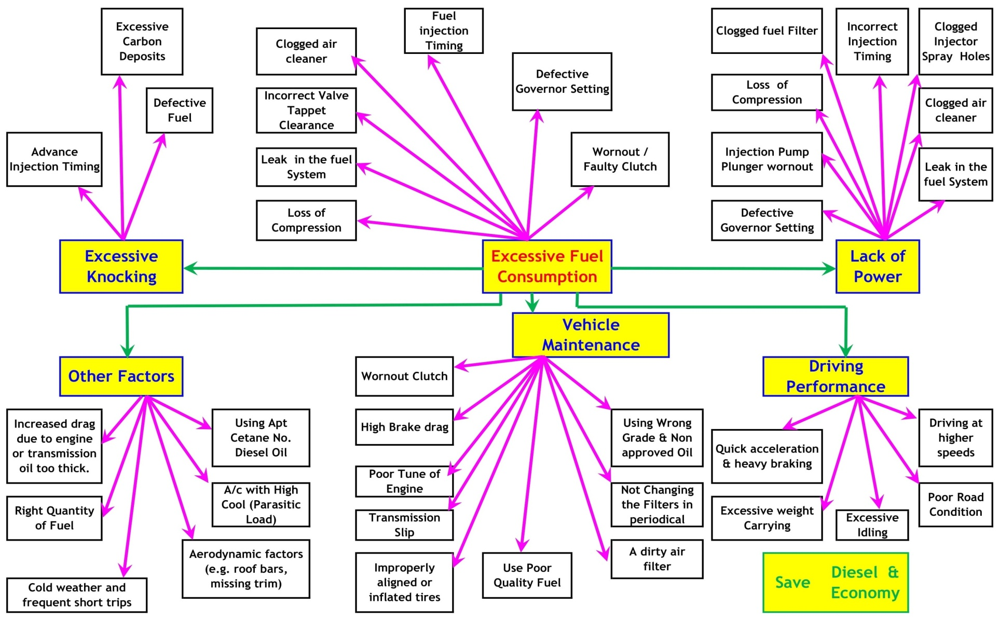 Excessive
Carbon
Deposits
Defective
Fuel
Advance
Injection Timing
Excessive
Knocking
Fuel
injection
Timing
Clogged air
cleaner
Defective
Governor Setting
Incorrect Valve
Tappet
Clearance
Wornout /
Faulty Clutch
Leak in the fuel
System
Loss of
Compression
Excessive Fuel
Consumption
Clogged fuel Filter
Incorrect
Injection
Timing
Clogged
Injector
Spray Holes
Loss of
Compression
Clogged air
cleaner
Injection Pump
Plunger wornout
Leak in the
fuel System
Defective
Governor Setting
Lack of
Power
Other Factors
Increased drag
due to engine
or transmission
oil too thick.
Using Apt
Cetane No.
Diesel Oil
Right Quantity
of Fuel
A/c with High
Cool (Parasitic
Load)
Aerodynamic factors
(e.g. roof bars,
missing trim)
Cold weather and
frequent short trips
Vehicle
Maintenance
Wornout Clutch
High Brake drag
Using Wrong
Grade & Non
approved Oil
Poor Tune of
Engine
Not Changing
the Filters in
periodical
Transmission
Slip
Improperly
aligned or
inflated tires
Use Poor
Quality Fuel
A dirty air
filter
Driving
Performance
Quick acceleration
& heavy braking
Driving at
higher
speeds
Excessive weight
Carrying
Excessive
Idling
Poor Road
Condition
Save Diesel &
Economy